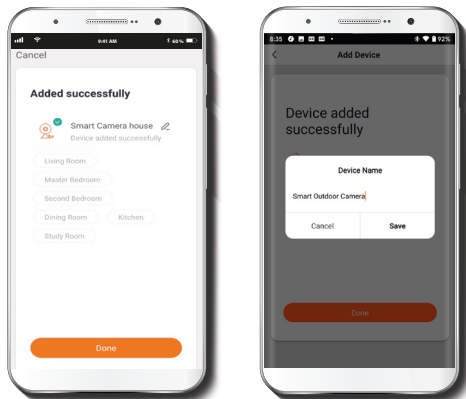 9:41 AM
60%
Cancel
Added successfully
Smart Camera house
Device added successfully
Living Room
Master Bedroom
Second Bedroom
Dining Room
Kitchen
Study Room
Done
8:35
92%
Add Device
Device added
successfully
Device Name
Smart Outdoor Camera
Cancel
Save
Done